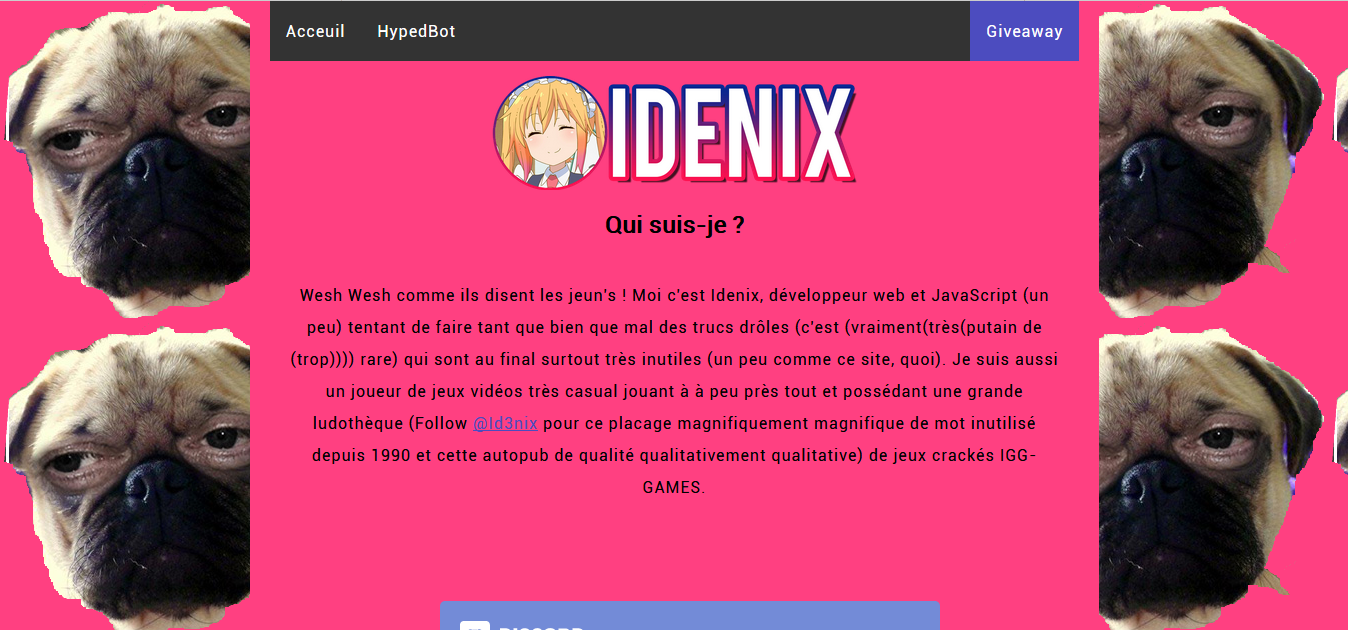 Acceuil HypedBot Giveaway
IDENIX
Qui suis-je ?
Wesh Wesh comme ils disent les jeun's ! Moi c'est Idenix, développeur web et JavaScript (un
peu) tentant de faire tant que bien que mal des trucs drôles (c'est (vraiment(très(putain de
(trop)))) rare) qui sont au final surtout très inutiles (un peu comme ce site, quoi). Je suis aussi
un joueur de jeux vidéos très casual jouant à à peu près tout et possédant une grande
ludothèque (Follow @Id3nix pour ce placage magnifiquement magnifique de mot inutilisé
depuis 1990 et cette autopub de qualité qualitativement qualitative) de jeux crackés IGG-
GAMES.
DISCORD